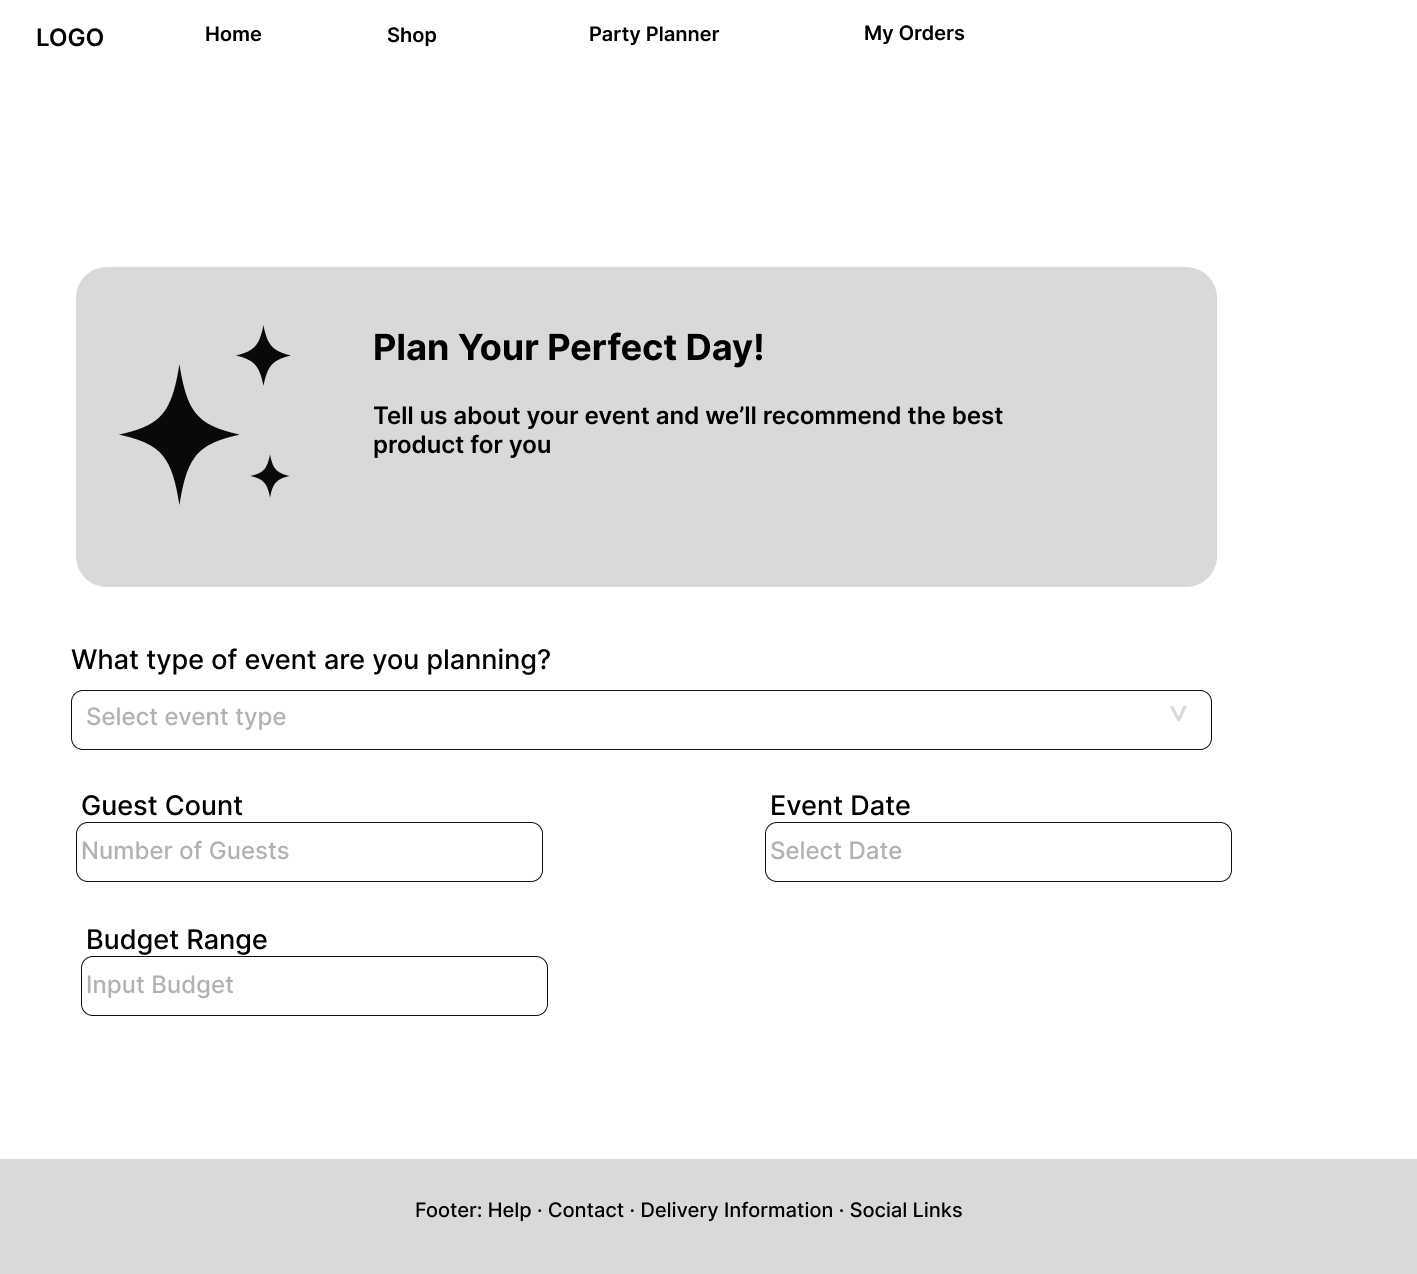 LOGO
Home
Shop
Party Planner
My Orders
Plan Your Perfect Day!
Tell us about your event and we’ll recommend the best
product for you
What type of event are you planning?
Select event type
V
Guest Count
Number of Guests
Event Date
Select Date
Budget Range
Input Budget
Footer: Help · Contact · Delivery Information · Social Links